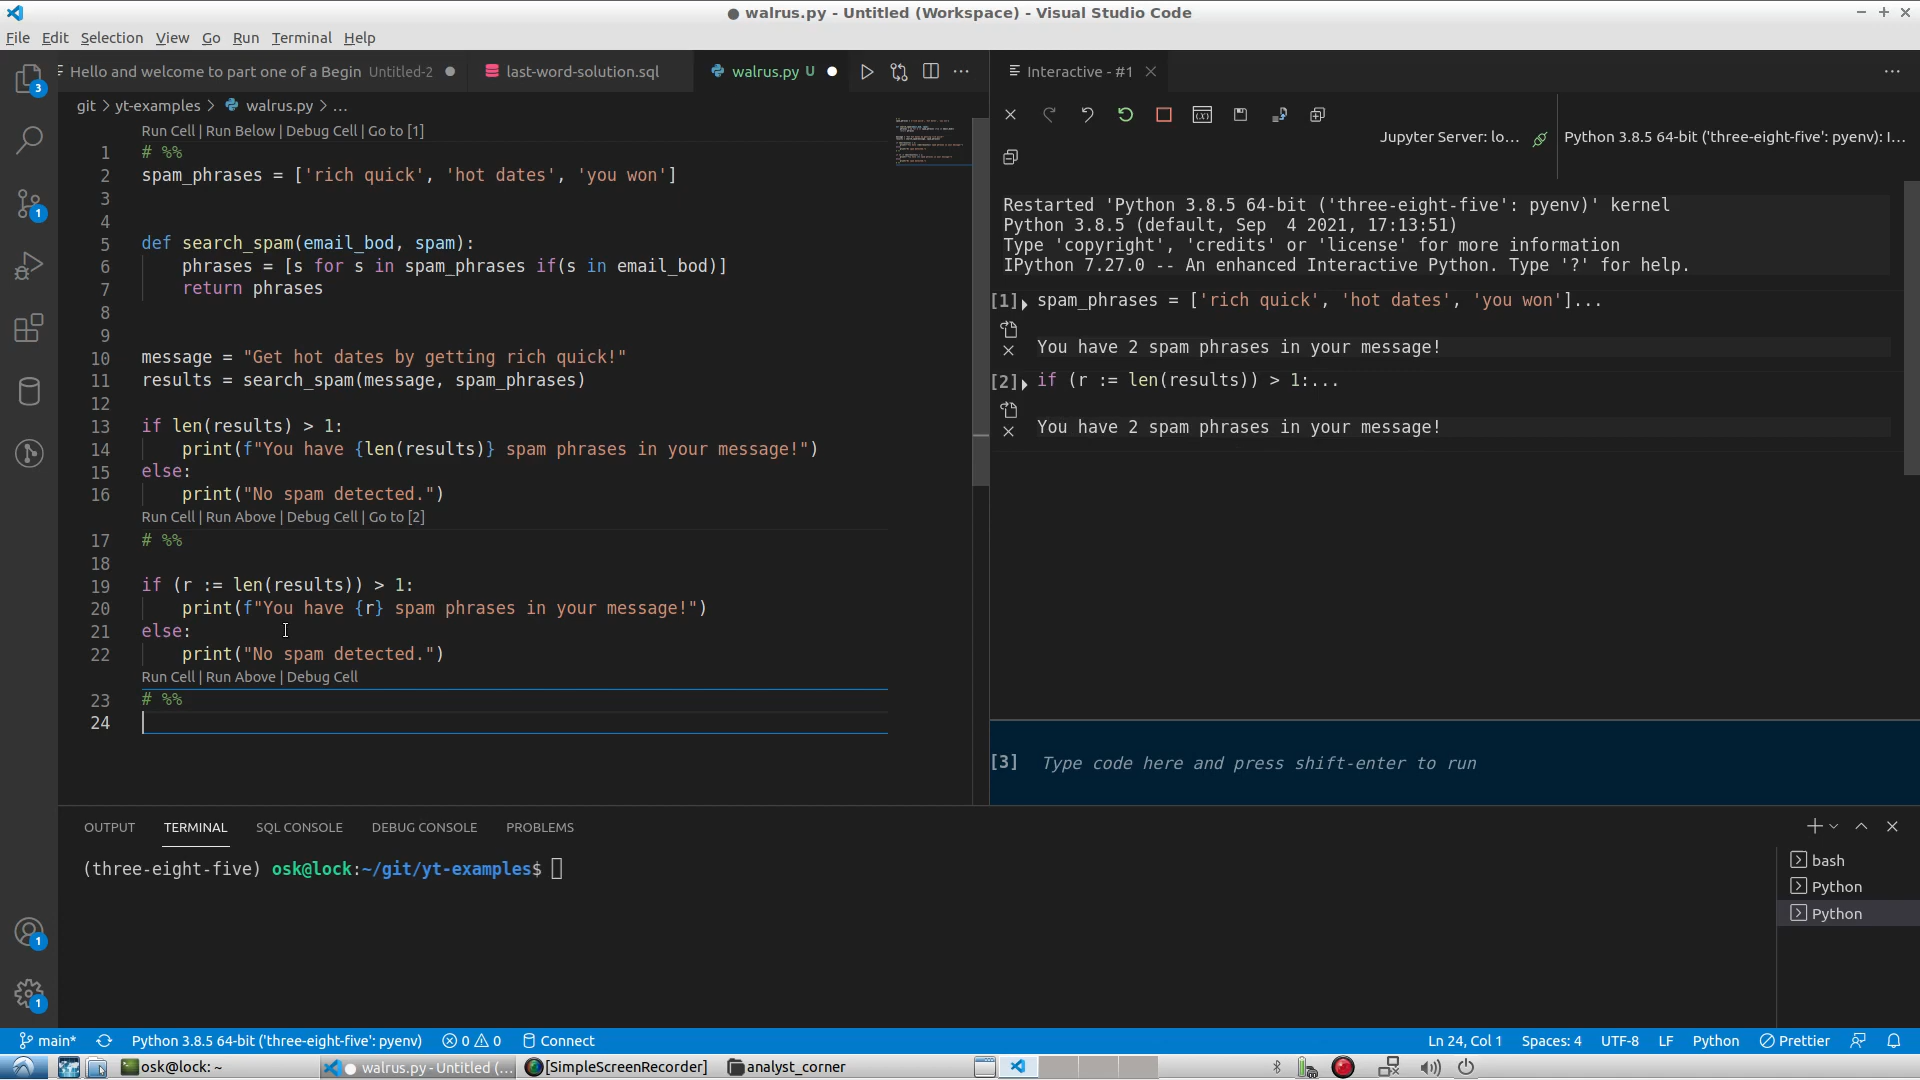 walrus.py - Untitled (Workspace) - Visual Studio Code
File Edit Selection View Go Run Terminal Help
Hello and welcome to part one of a Begin Untitled-2
last-word-solution.sql
walrus.py U
Interactive - #1
git > yt-examples > walrus.py > ...
Run Cell | Run Below | Debug Cell | Go to [1]
1 # %%
2 spam_phrases = ['rich quick', 'hot dates', 'you won']
3
4
5 def search_spam(email_bod, spam):
6     phrases = [s for s in spam_phrases if(s in email_bod)]
7     return phrases
8
9
10 message = "Get hot dates by getting rich quick!"
11 results = search_spam(message, spam_phrases)
12
13 if len(results) > 1:
14     print(f"You have {len(results)} spam phrases in your message!")
15 else:
16     print("No spam detected.")
Run Cell | Run Above | Debug Cell | Go to [2]
17 # %%
18
19 if (r := len(results)) > 1:
20     print(f"You have {r} spam phrases in your message!")
21 else:
22     print("No spam detected.")
Run Cell | Run Above | Debug Cell
23 # %%
24
Jupyter Server: lo...
Python 3.8.5 64-bit ('three-eight-five': pyenv): I...
Restarted 'Python 3.8.5 64-bit ('three-eight-five': pyenv)' kernel
Python 3.8.5 (default, Sep  4 2021, 17:13:51)
Type 'copyright', 'credits' or 'license' for more information
IPython 7.27.0 -- An enhanced Interactive Python. Type '?' for help.
[1] spam_phrases = ['rich quick', 'hot dates', 'you won']...
You have 2 spam phrases in your message!
[2] if (r := len(results)) > 1:...
You have 2 spam phrases in your message!
[3] Type code here and press shift-enter to run
OUTPUT TERMINAL SQL CONSOLE DEBUG CONSOLE PROBLEMS
(three-eight-five) osk@lock:~/git/yt-examples$
bash
Python
Python
3
1
1
1
main* Python 3.8.5 64-bit ('three-eight-five': pyenv) 0 0 Connect
Ln 24, Col 1 Spaces: 4 UTF-8 LF Python Prettier
osk@lock: ~
walrus.py - Untitled (...
[SimpleScreenRecorder]
analyst_corner